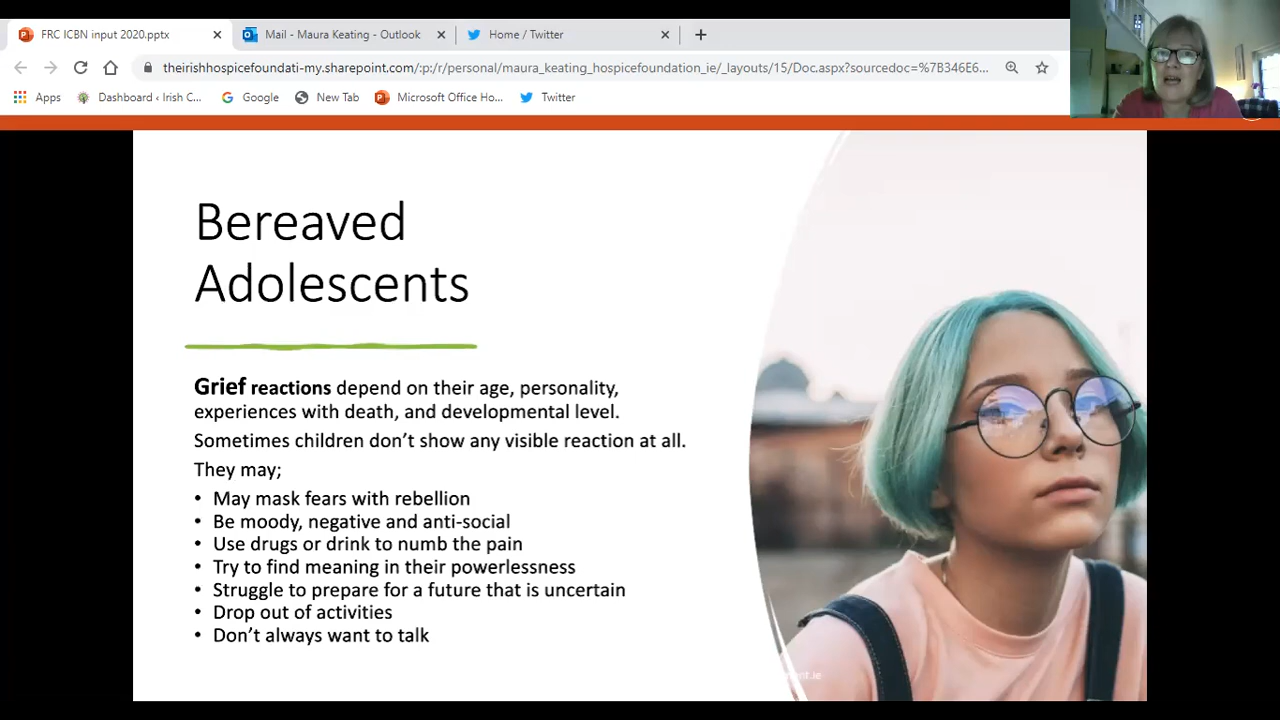 FRC ICBN input 2020.pptx
Mail - Maura Keating - Outlook
Home / Twitter
theirishhospicefoundati-my.sharepoint.com/:p:/r/personal/maura_keating_hospicefoundation_ie/_layouts/15/Doc.aspx?sourcedoc=%7B346E6...
Apps
Dashboard ‹ Irish C...
Google
New Tab
Microsoft Office Ho...
Twitter
Bereaved
Adolescents
Grief reactions depend on their age, personality,
experiences with death, and developmental level.
Sometimes children don't show any visible reaction at all.
They may;
• May mask fears with rebellion
• Be moody, negative and anti-social
• Use drugs or drink to numb the pain
• Try to find meaning in their powerlessness
• Struggle to prepare for a future that is uncertain
• Drop out of activities
• Don't always want to talk